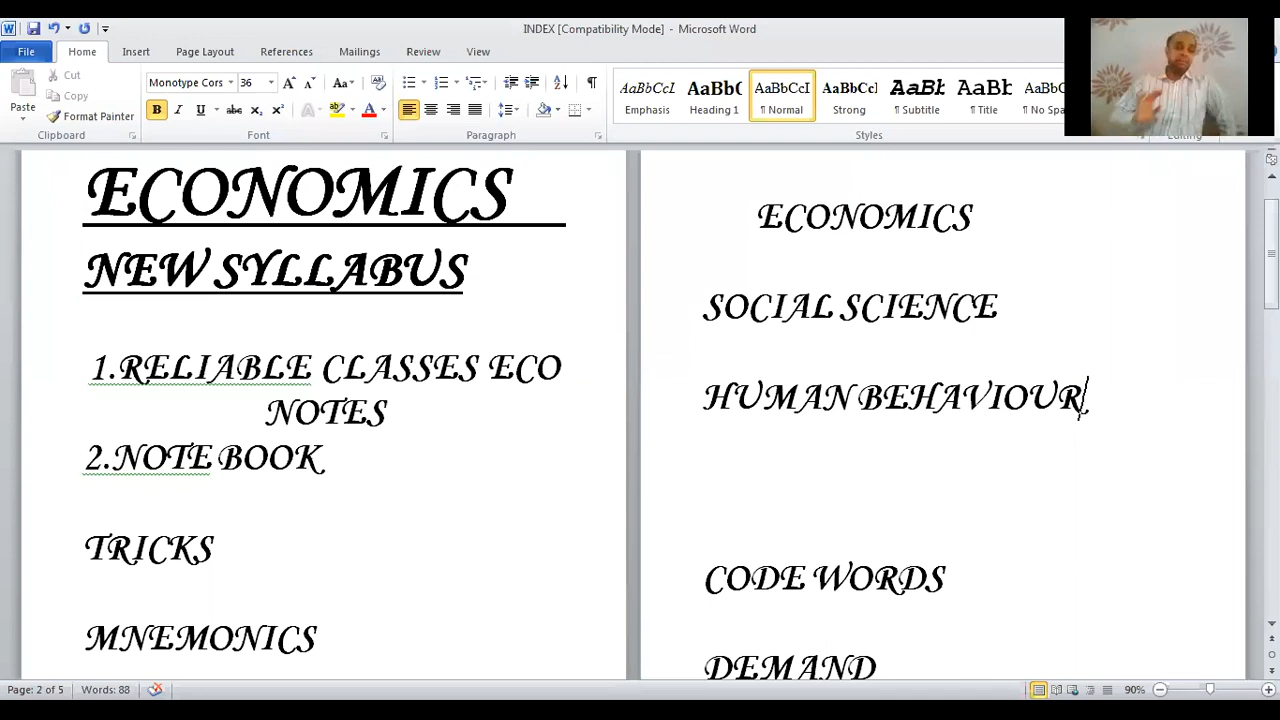 INDEX [Compatibility Mode] - Microsoft Word
File Home Insert Page Layout References Mailings Review View
Paste
Cut
Copy
Format Painter
Clipboard
Monotype Cors 36
Font
Paragraph
AaBbCcI AaBbC AaBbCcI AaBbCc AaBb AaBb AaBbCc
Emphasis Heading 1 ¶ Normal Strong ¶ Subtitle ¶ Title ¶ No Spa
Styles
ECONOMICS
NEW SYLLABUS
1.RELIABLE CLASSES ECO
NOTES
2.NOTE BOOK
TRICKS
MNEMONICS
ECONOMICS
SOCIAL SCIENCE
HUMAN BEHAVIOUR
CODE WORDS
DEMAND
Page: 2 of 5 Words: 88
90%